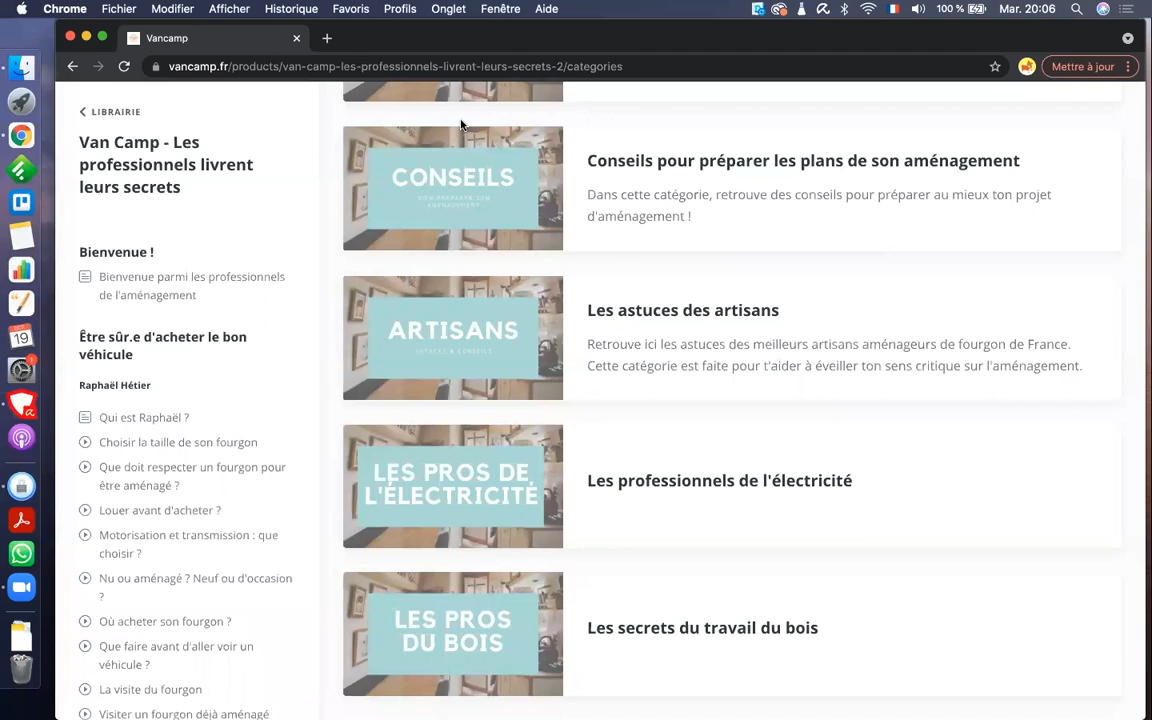 Chrome Fichier Modifier Afficher Historique Favoris Profils Onglet Fenêtre Aide 100 % Mar. 20:06
Vancamp
vancamp.fr/products/van-camp-les-professionnels-livrent-leurs-secrets-2/categories
Mettre à jour
LIBRAIRIE
Van Camp - Les
professionnels livrent
leurs secrets
Bienvenue !
Bienvenue parmi les professionnels
de l'aménagement
Être sûr.e d'acheter le bon
véhicule
Raphaël Hétier
Qui est Raphaël ?
Choisir la taille de son fourgon
Que doit respecter un fourgon pour
être aménagé ?
Louer avant d'acheter ?
Motorisation et transmission : que
choisir ?
Nu ou aménagé ? Neuf ou d'occasion
?
Où acheter son fourgon ?
Que faire avant d'aller voir un
véhicule ?
La visite du fourgon
Visiter un fourgon déjà aménagé
CONSEILS
Conseils pour préparer les plans de son aménagement
Dans cette catégorie, retrouve des conseils pour préparer au mieux ton projet
d'aménagement !
ARTISANS
ASTUCES & CONSEILS
Les astuces des artisans
Retrouve ici les astuces des meilleurs artisans aménageurs de fourgon de France.
Cette catégorie est faite pour t'aider à éveiller ton sens critique sur l'aménagement.
LES PROS DE
L'ÉLECTRICITÉ
Les professionnels de l'électricité
LES PROS
DU BOIS
Les secrets du travail du bois
OCT
19
1